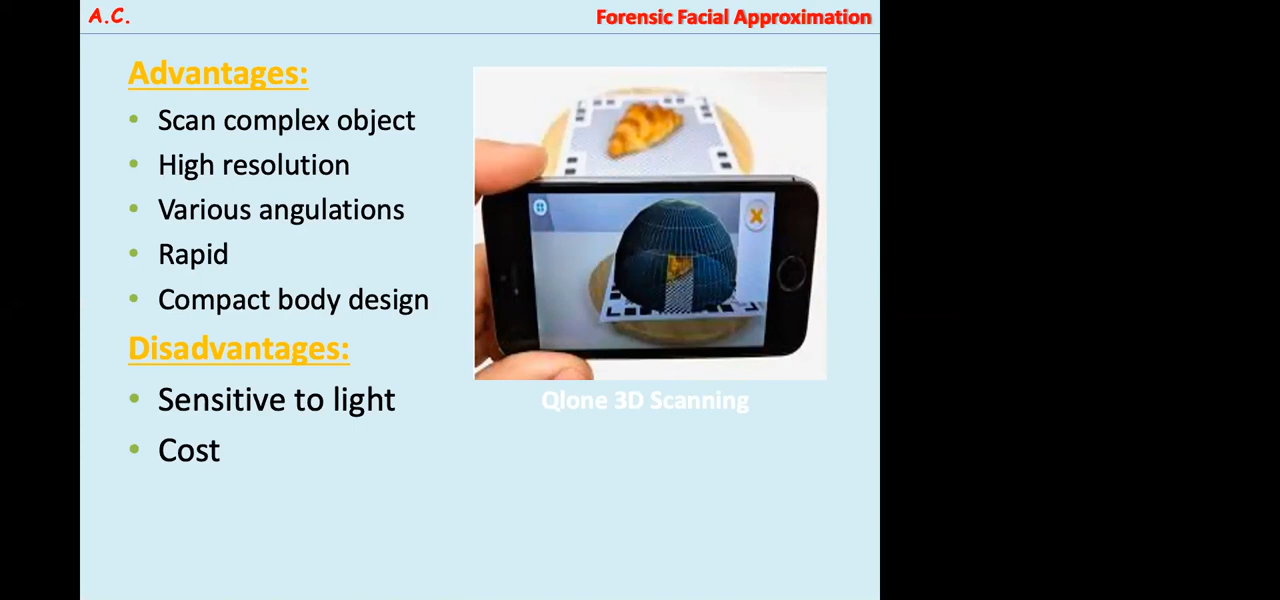 A.C.
Forensic Facial Approximation
Advantages:
• Scan complex object
• High resolution
• Various angulations
• Rapid
• Compact body design
Disadvantages:
• Sensitive to light
• Cost
Qlone 3D Scanning